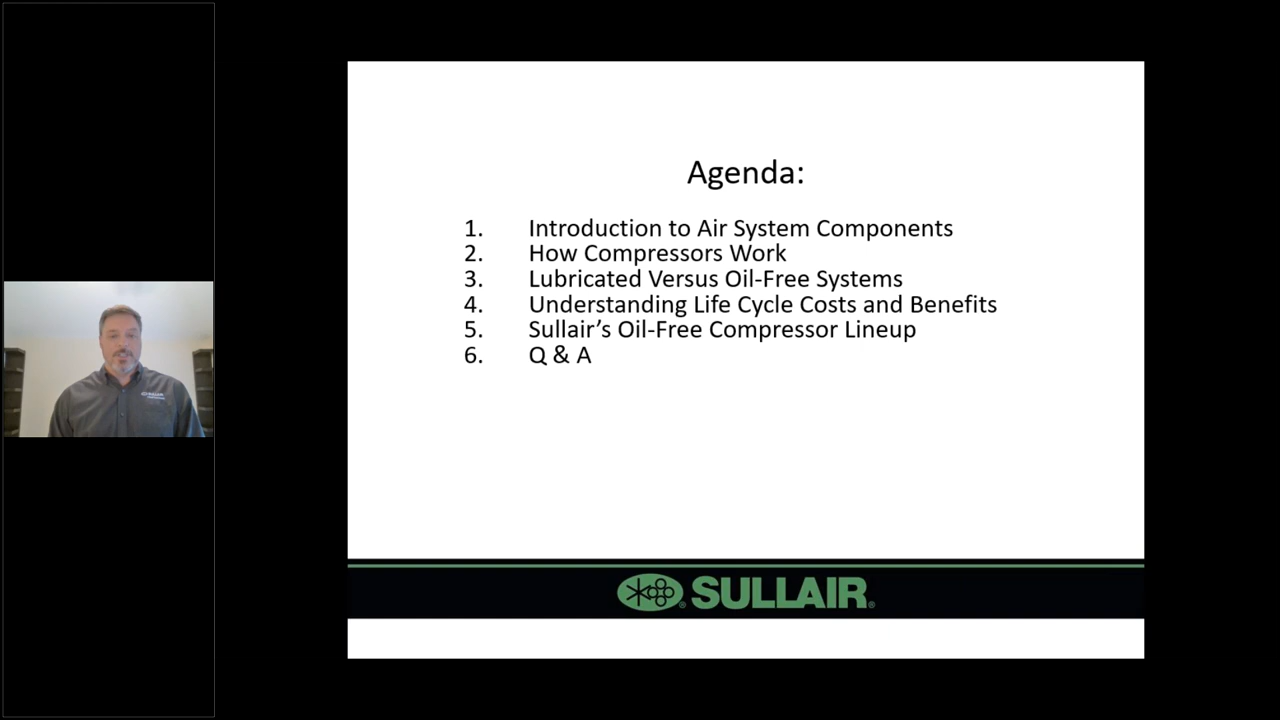 Agenda:
1. Introduction to Air System Components
2. How Compressors Work
3. Lubricated Versus Oil-Free Systems
4. Understanding Life Cycle Costs and Benefits
5. Sullair’s Oil-Free Compressor Lineup
6. Q & A
SULLAIR®